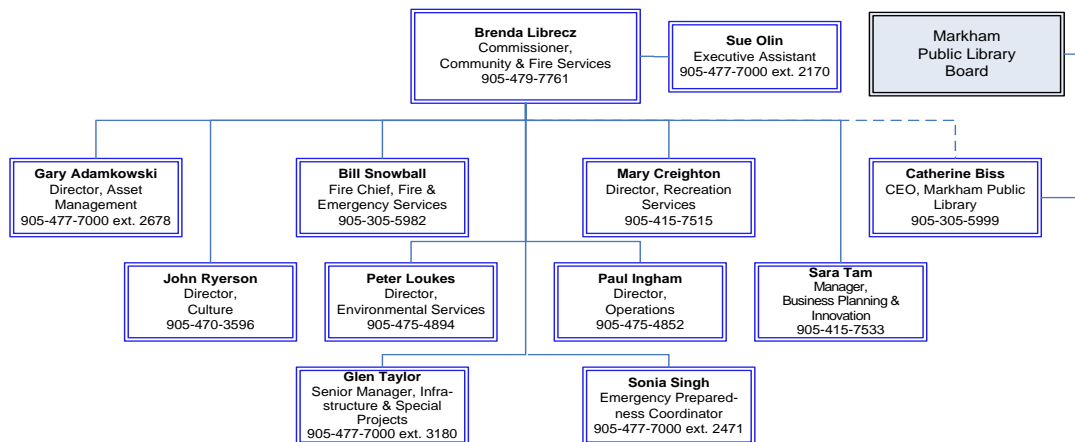 Brenda Librecz
Commissioner,
Community & Fire Services
905-479-7761
Sue Olin
Executive Assistant
905-477-7000 ext. 2170
Markham
Public Library
Board
Gary Adamkowski
Director, Asset
Management
905-477-7000 ext. 2678
Bill Snowball
Fire Chief, Fire &
Emergency Services
905-305-5982
Mary Creighton
Director, Recreation
Services
905-415-7515
Catherine Biss
CEO, Markham Public
Library
905-305-5999
John Ryerson
Director,
Culture
905-470-3596
Peter Loukes
Director,
Environmental Services
905-475-4894
Paul Ingham
Director,
Operations
905-475-4852
Sara Tam
Manager,
Business Planning &
Innovation
905-415-7533
Glen Taylor
Senior Manager, Infra-
structure & Special
Projects
905-477-7000 ext. 3180
Sonia Singh
Emergency Prepared-
ness Coordinator
905-477-7000 ext. 2471